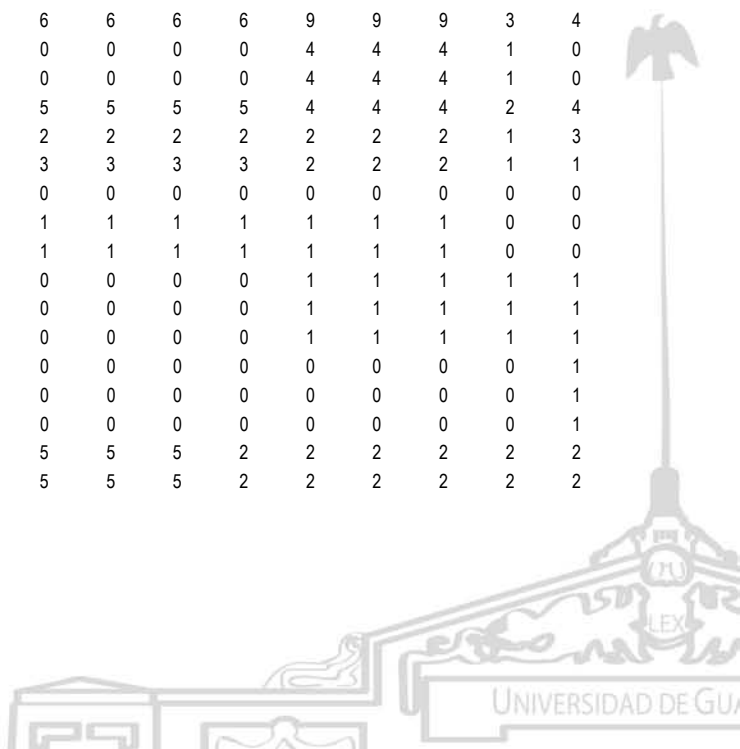 6 6 6 6 9 9 9 3 4
0 0 0 0 4 4 4 1 0
0 0 0 0 4 4 4 1 0
5 5 5 5 4 4 4 2 4
2 2 2 2 2 2 2 1 3
3 3 3 3 2 2 2 1 1
0 0 0 0 0 0 0 0 0
1 1 1 1 1 1 1 0 0
1 1 1 1 1 1 1 0 0
0 0 0 0 1 1 1 1 1
0 0 0 0 1 1 1 1 1
0 0 0 0 1 1 1 1 1
0 0 0 0 0 0 0 0 1
0 0 0 0 0 0 0 0 1
0 0 0 0 0 0 0 0 1
5 5 5 2 2 2 2 2 2
5 5 5 2 2 2 2 2 2
LEX
UNIVERSIDAD DE